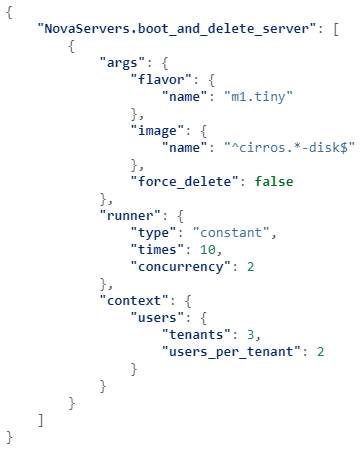 {
    "NovaServers.boot_and_delete_server": [
        {
            "args": {
                "flavor": {
                    "name": "m1.tiny"
                },
                "image": {
                    "name": "^cirros.*-disk$"
                },
                "force_delete": false
            },
            "runner": {
                "type": "constant",
                "times": 10,
                "concurrency": 2
            },
            "context": {
                "users": {
                    "tenants": 3,
                    "users_per_tenant": 2
                }
            }
        }
    ]
}